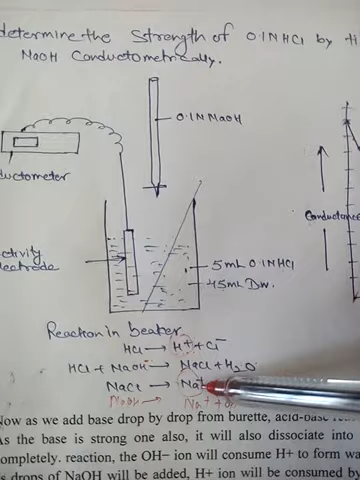 determine the Strength of 0.1N HCl by
NaOH Conductometrically.
0.1N NaOH
uctometer
Conductance
ctivity
lectrode
5mL 0.1N HCl
45mL D.w.
Reaction in beaker
HCl → H⁺ + Cl⁻
HCl + NaOH → NaCl + H₂O
NaCl → Na⁺
NaOH → Na⁺ +
Now as we add base drop by drop from burette, acid-base
As the base is strong one also, it will also dissociate into
completely. reaction, the OH− ion will consume H+ to form wa
s drops of NaOH will be added, H+ ion will be consumed by